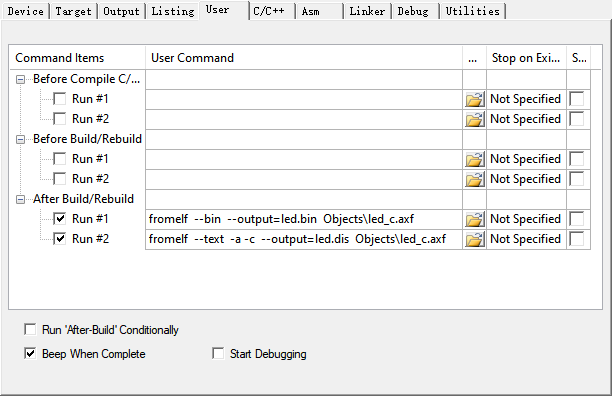 Device Target Output Listing User C/C++ Asm Linker Debug Utilities
Command Items User Command ... Stop on Exi... S...
Before Compile C/...
Run #1 Not Specified
Run #2 Not Specified
Before Build/Rebuild
Run #1 Not Specified
Run #2 Not Specified
After Build/Rebuild
Run #1 fromelf --bin --output=led.bin Objects\led_c.axf Not Specified
Run #2 fromelf --text -a -c --output=led.dis Objects\led_c.axf Not Specified
Run 'After-Build' Conditionally
Beep When Complete Start Debugging